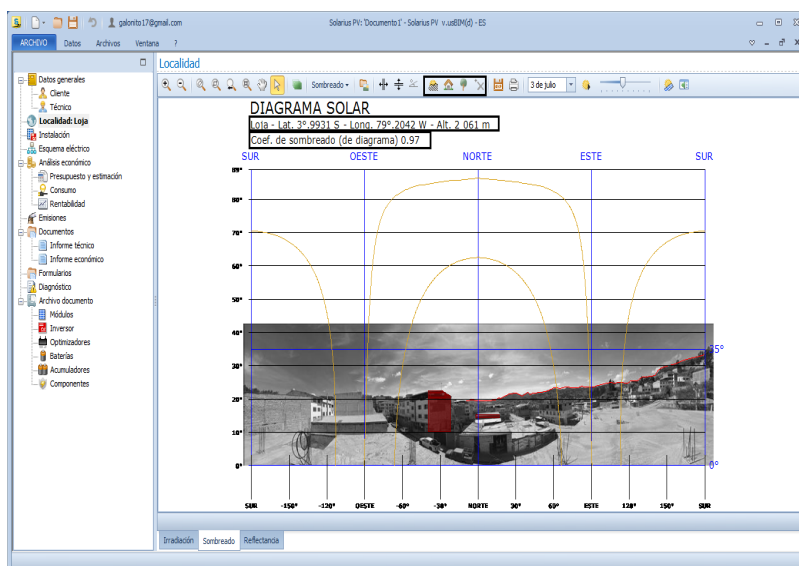 galonito17@gmail.com
Solarius PV: 'Documento1' - Solarius PV v.usBIM(d) - ES
ARCHIVO Datos Archivos Ventana ?
Datos generales
Cliente
Técnico
Localidad: Loja
Instalación
Esquema eléctrico
Análisis económico
Presupuesto y estimación
Consumo
Rentabilidad
Emisiones
Documentos
Informe técnico
Informe económico
Formularios
Diagnóstico
Archivo documento
Módulos
Inversor
Optimizadores
Baterías
Acumuladores
Componentes
Localidad
Sombreado 3 de julio
DIAGRAMA SOLAR
Loja - Lat. 3°.9931 S - Long. 79°.2042 W - Alt. 2 061 m
Coef. de sombreado (de diagrama) 0.97
SUR OESTE NORTE ESTE SUR
89°
80°
70°
60°
50°
40°
30°
20°
10°
0°
35°
0°
SUR -150° -120° OESTE -60° -30° NORTE 30° 60° ESTE 120° 150° SUR
Irradiación Sombreado Reflectancia